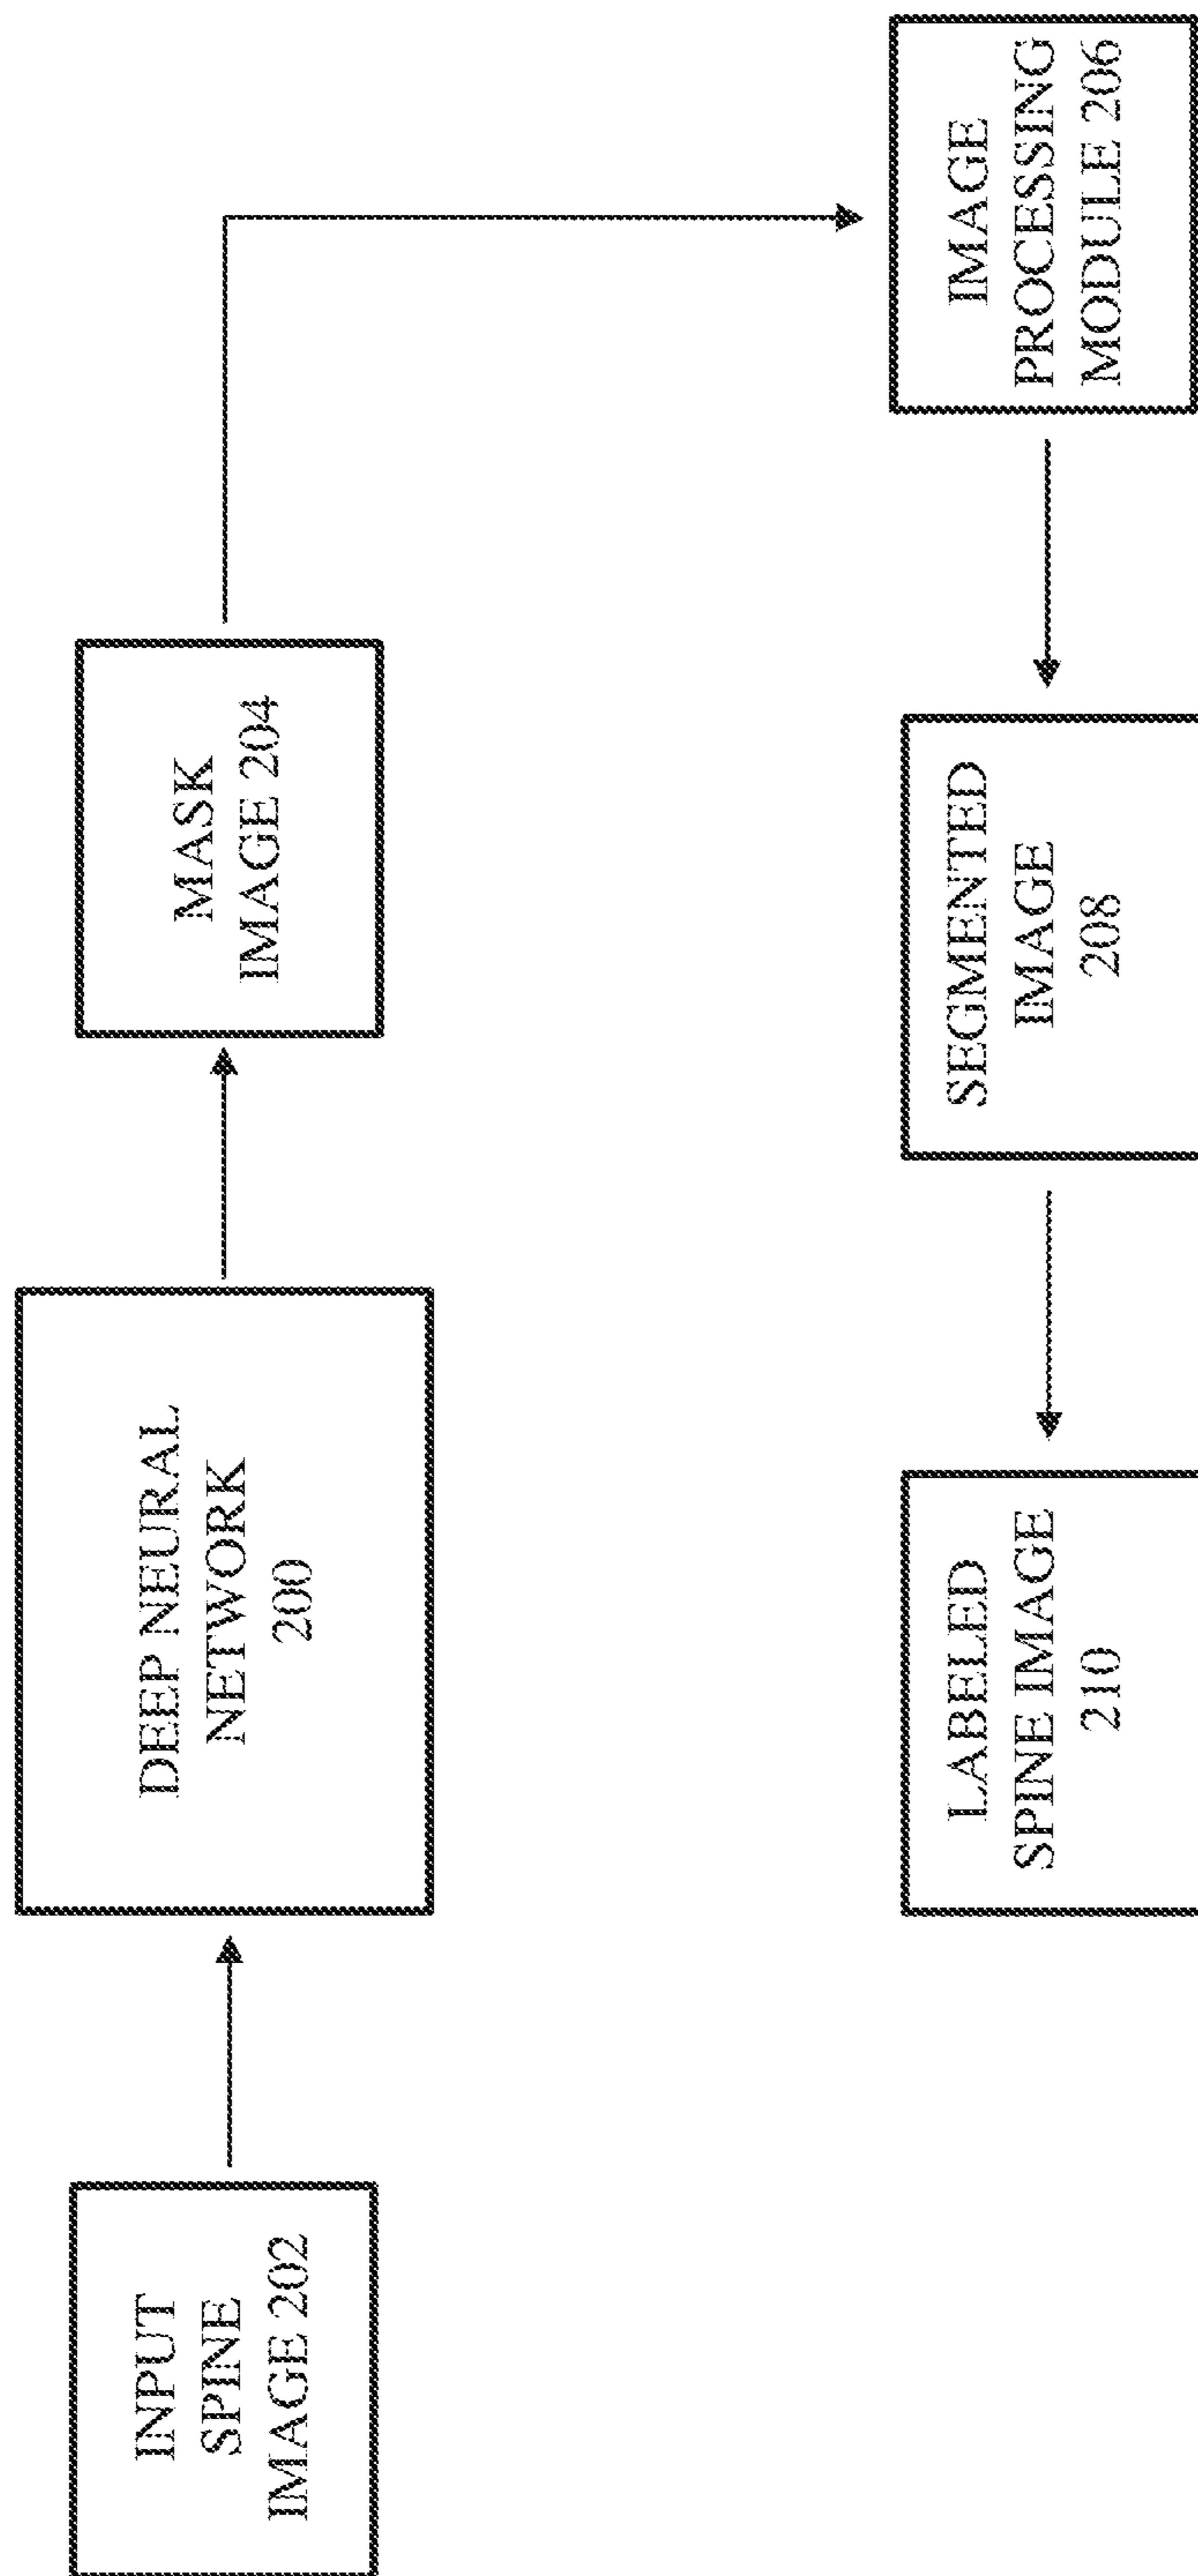 INPUT
SPINE
IMAGE 202
DEEP NEURAL
NETWORK
200
MASK
IMAGE 204
IMAGE
PROCESSING
MODULE 206
SEGMENTED
IMAGE
208
LABELED
SPINE IMAGE
210